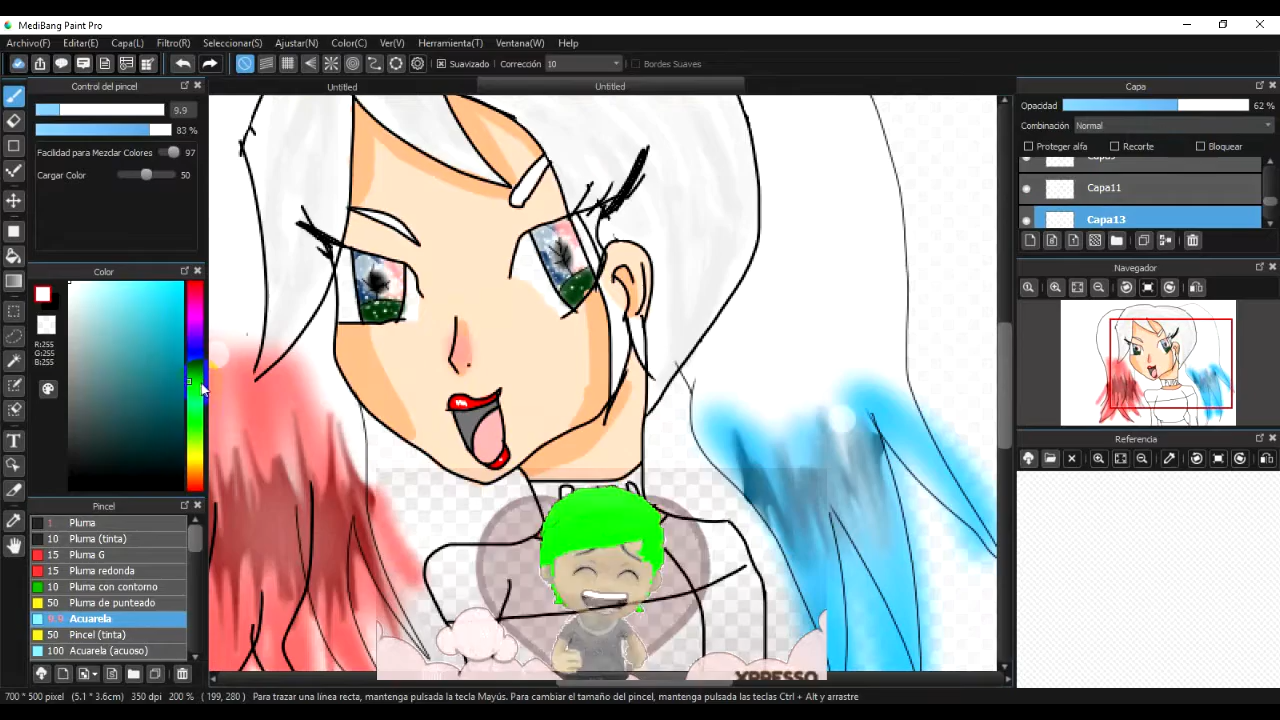 MediBang Paint Pro
Archivo(F) Editar(E) Capa(L) Filtro(R) Seleccionar(S) Ajustar(N) Color(C) Ver(V) Herramienta(T) Ventana(W) Help
Suavizado Corrección 10 Bordes Suaves
Control del pincel
Untitled Untitled
Capa
9.9
83 %
Facilidad para Mezclar Colores 97
Cargar Color 50
Opacidad 62 %
Combinación Normal
Proteger alfa Recorte Bloquear
Capa9
Capa11
Capa13
Color
Navegador
R:255
G:255
B:255
Referencia
Pincel
1 Pluma
10 Pluma (tinta)
15 Pluma G
15 Pluma redonda
10 Pluma con contorno
50 Pluma de punteado
9.9 Acuarela
50 Pincel (tinta)
100 Acuarela (acuoso)
XPRESSO
700 * 500 pixel (5.1 * 3.6cm) 350 dpi 200 % ( 199, 280 ) Para trazar una línea recta, mantenga pulsada la tecla Mayús. Para cambiar el tamaño del pincel, mantenga pulsadas las teclas Ctrl + Alt y arrastre